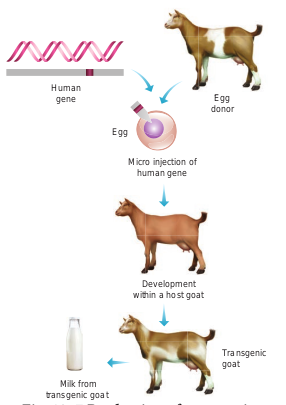 Human
gene
Egg
donor
Egg
Micro injection of
human gene
Development
within a host goat
Transgenic
goat
Milk from
transgenic goat